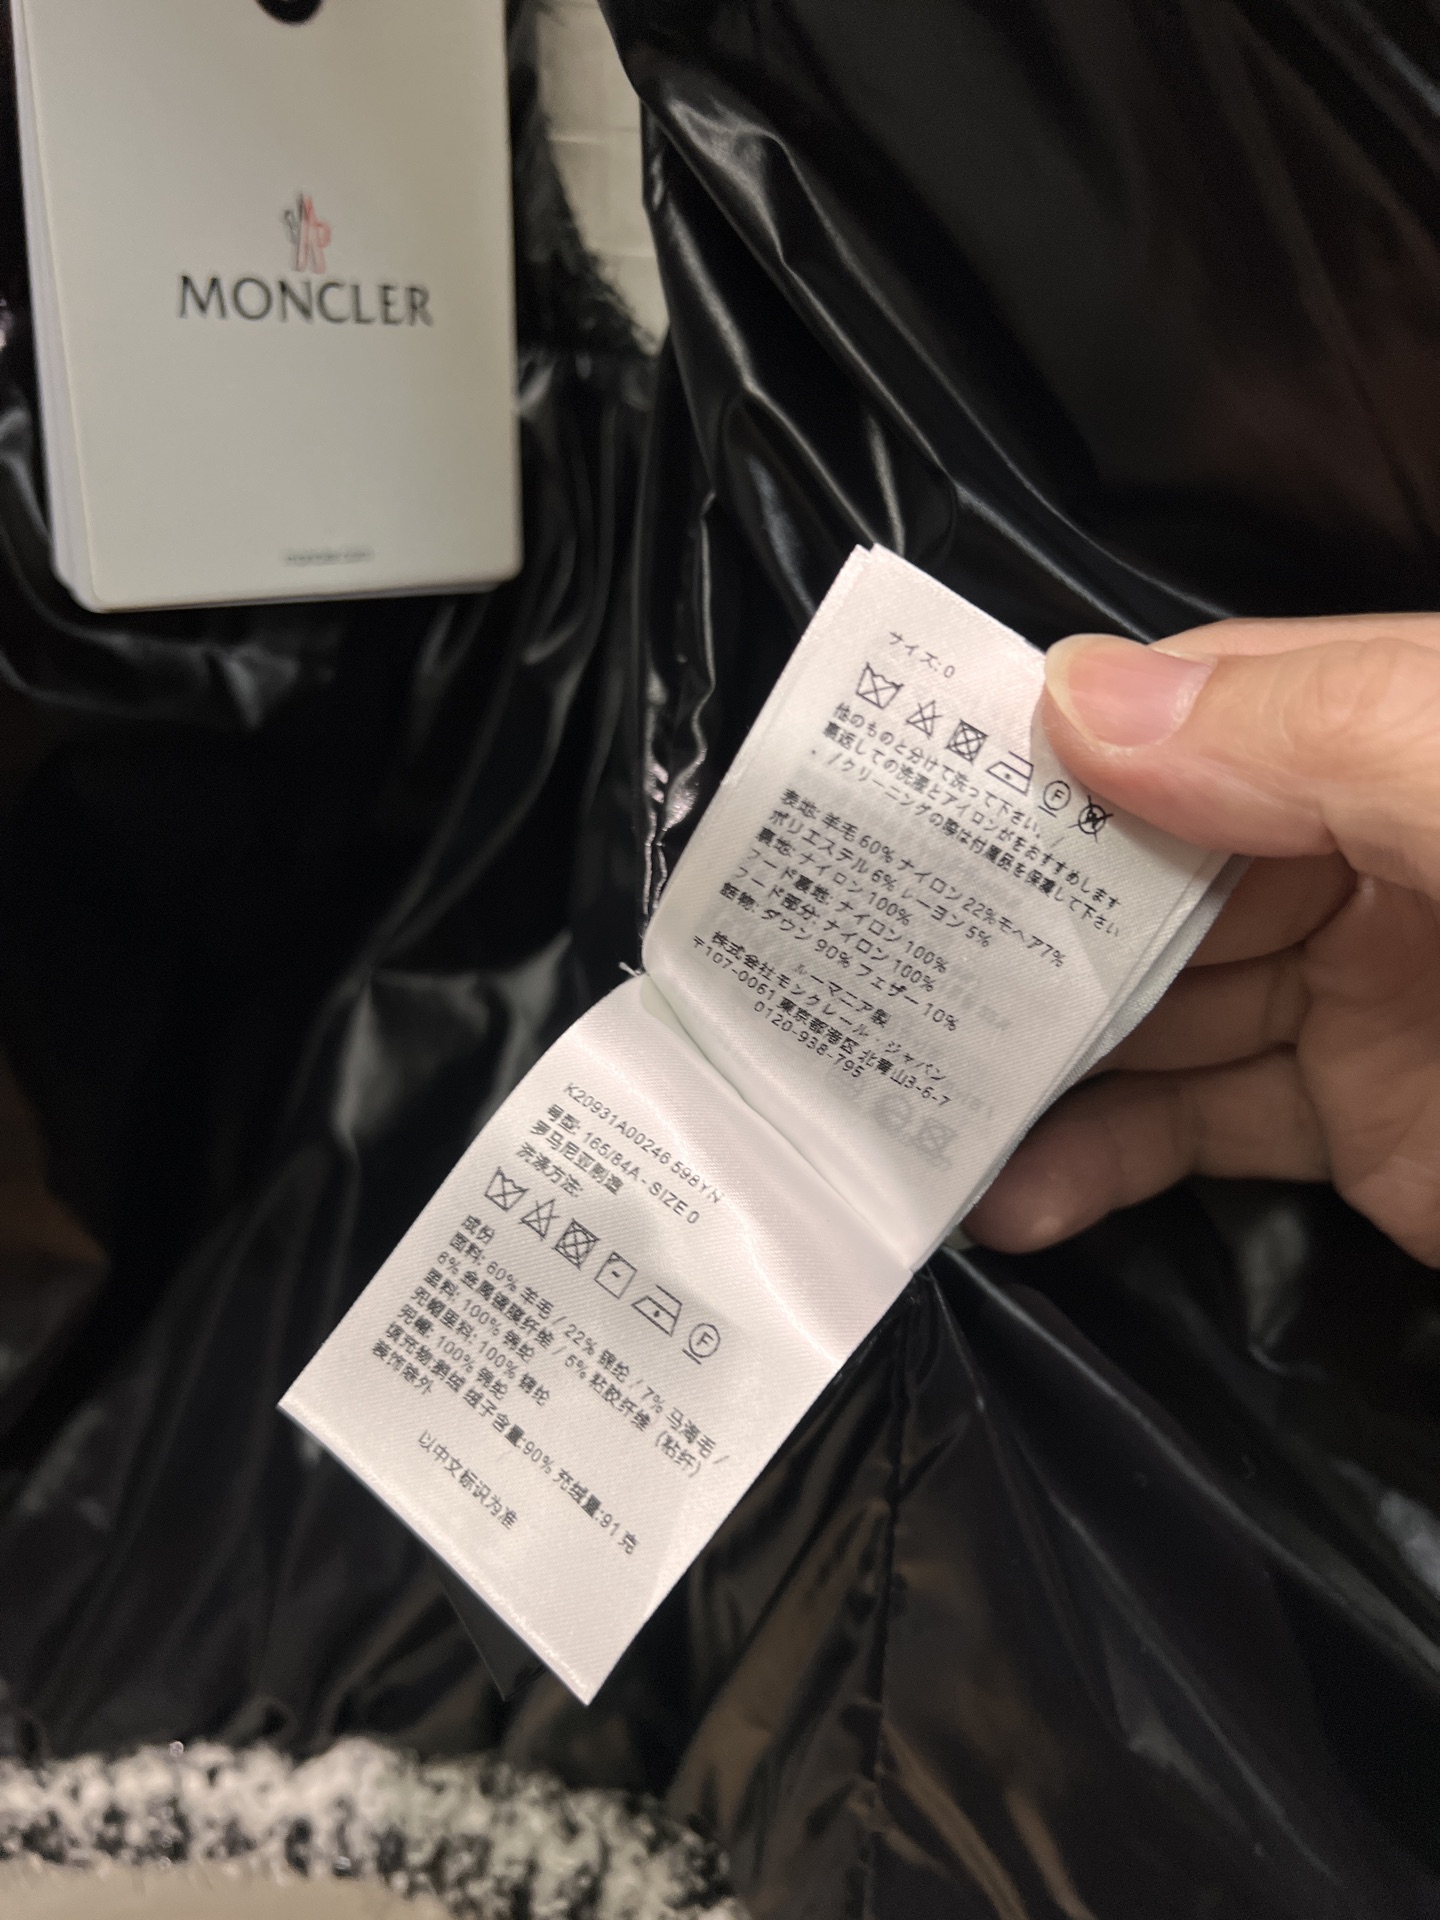 MONCLER
サイズ: 0
F
W
他のものと分けて洗って下さい。/
裏返しての洗濯とアイロンがをおすすめします
。/クリーニングの際は付属品を保護して下さい
表地: 羊毛 60% ナイロン 22% モヘア 7%
ポリエステル 6% レーヨン 5%
裏地: ナイロン 100%
フード裏地: ナイロン 100%
フード部分: ナイロン 100%
詰物: ダウン 90% フェザー 10%
ルーマニア製
株式会社モンクレール・ジャパン
〒107-0061 東京都港区北青山3-6-7
0120-938-795
K20931A00246 598YN
号型: 165/84A - SIZE 0
罗马尼亚制造
洗涤方法:
F
成份
面料: 60% 羊毛 / 22% 锦纶 / 7% 马海毛 /
6% 金属镀膜纤维 / 5% 粘胶纤维 (粘纤)
里料: 100% 锦纶
兜帽里料: 100% 锦纶
兜帽: 100% 锦纶
填充物:鹅绒 绒子含量:90% 充绒量:91 克
装饰除外
以中文标识为准